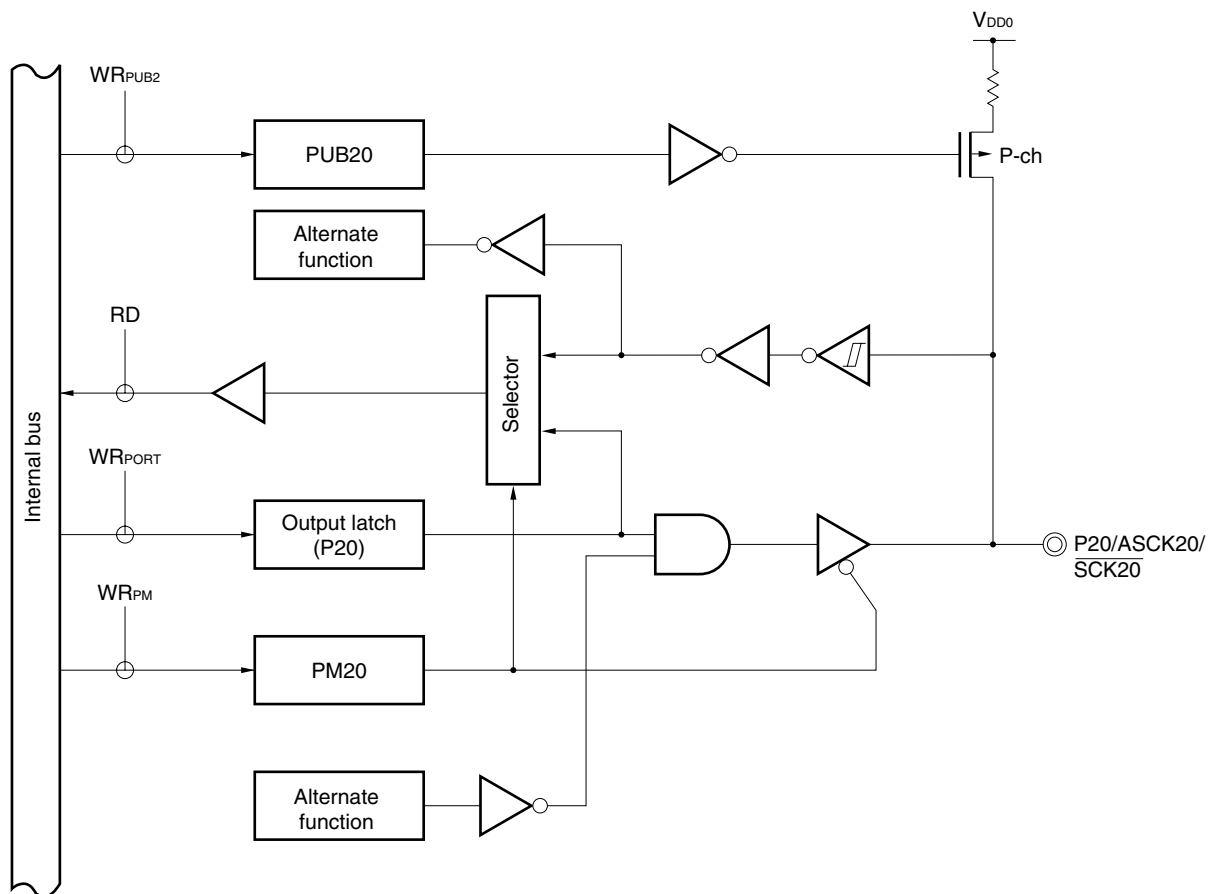 VDD0
WRPUB2
PUB20
P-ch
Alternate
function
RD
Selector
Internal bus
WRPORT
Output latch
(P20)
P20/ASCK20/
SCK20
WRPM
PM20
Alternate
function